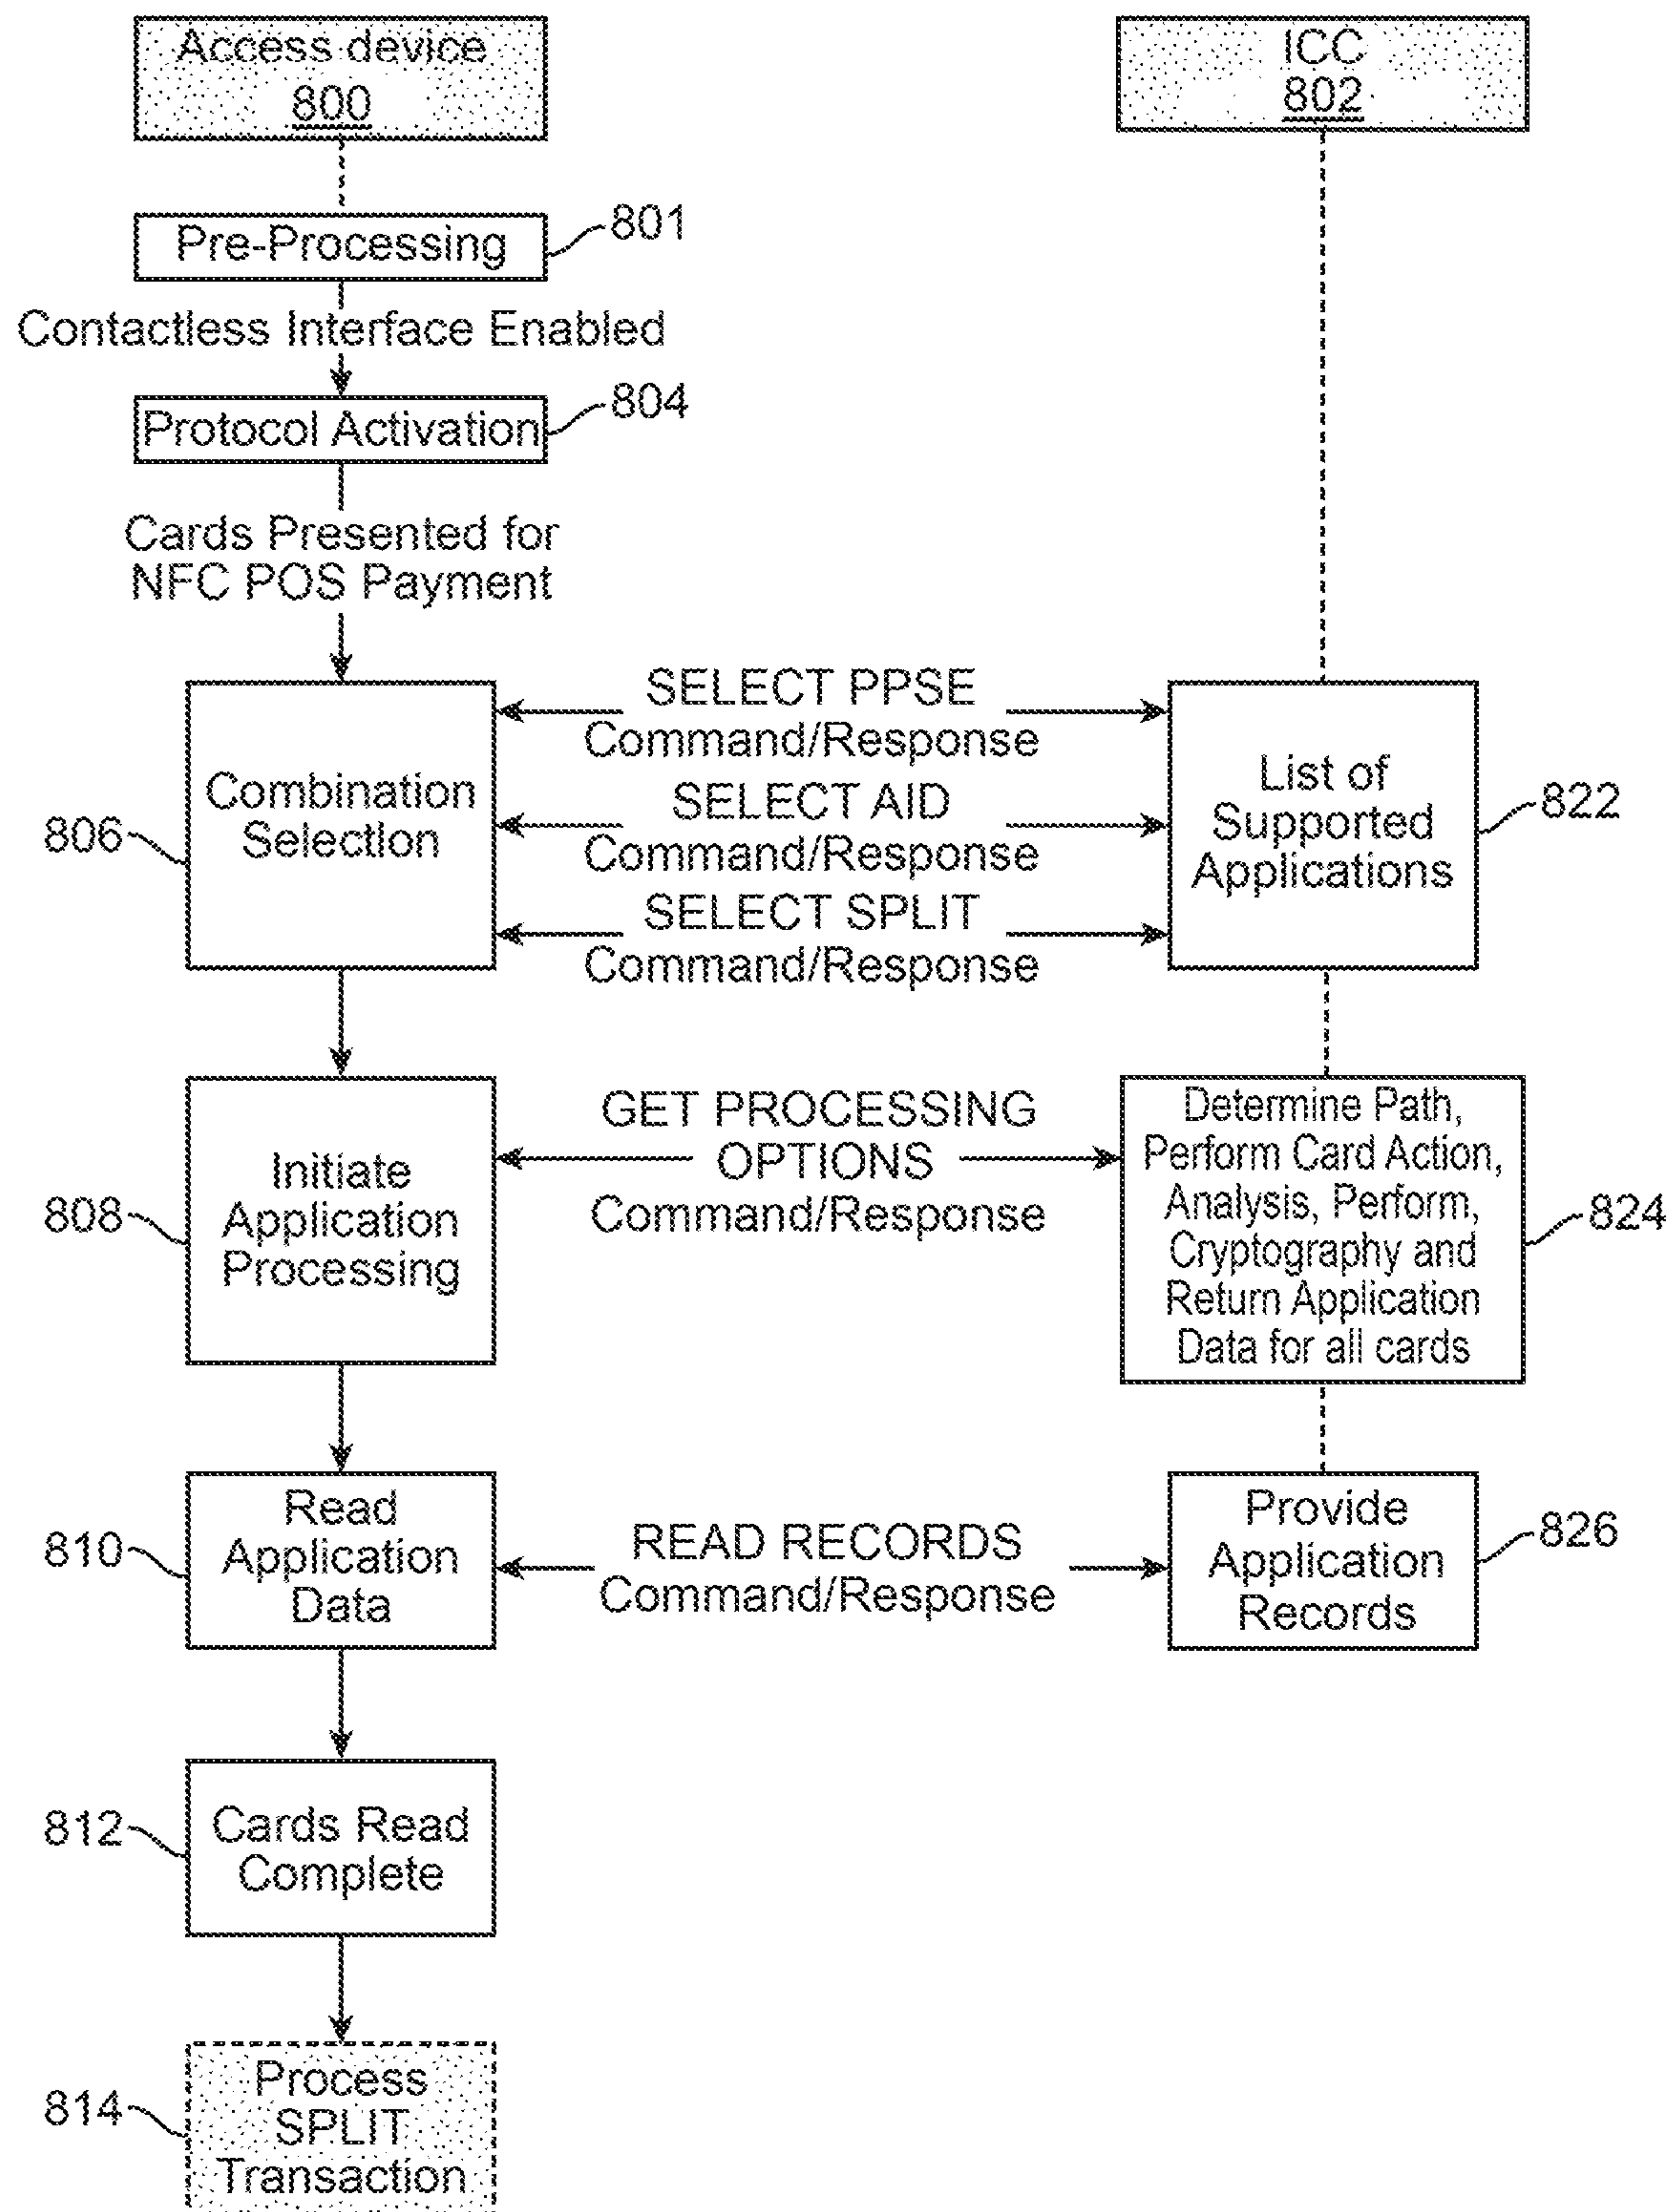 Access device
800
ICC
802
Pre-Processing
801
Contactless Interface Enabled
Protocol Activation
804
Cards Presented for
NFC POS Payment
806
Combination
Selection
SELECT PPSE
Command/Response
SELECT AID
Command/Response
SELECT SPLIT
Command/Response
List of
Supported
Applications
822
808
Initiate
Application
Processing
GET PROCESSING
OPTIONS
Command/Response
Determine Path,
Perform Card Action,
Analysis, Perform,
Cryptography and
Return Application
Data for all cards
824
810
Read
Application
Data
READ RECORDS
Command/Response
Provide
Application
Records
826
812
Cards Read
Complete
814
Process
SPLIT
Transaction